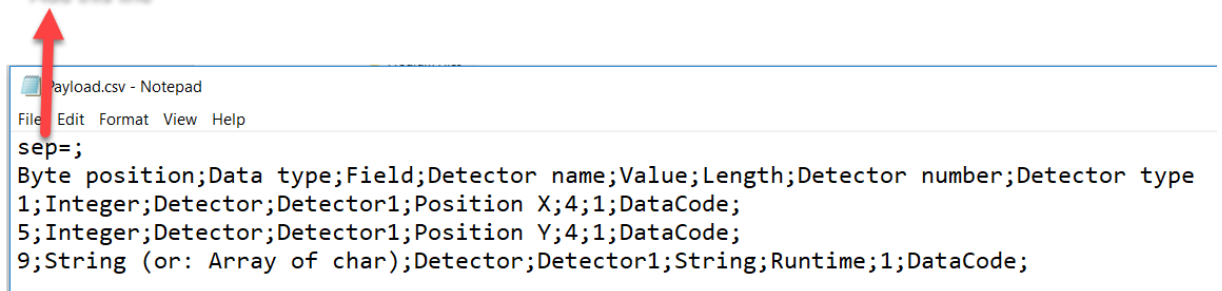 Payload.csv - Notepad
File Edit Format View Help
sep=;
Byte position;Data type;Field;Detector name;Value;Length;Detector number;Detector type
1;Integer;Detector;Detector1;Position X;4;1;DataCode;
5;Integer;Detector;Detector1;Position Y;4;1;DataCode;
9;String (or: Array of char);Detector;Detector1;String;Runtime;1;DataCode;